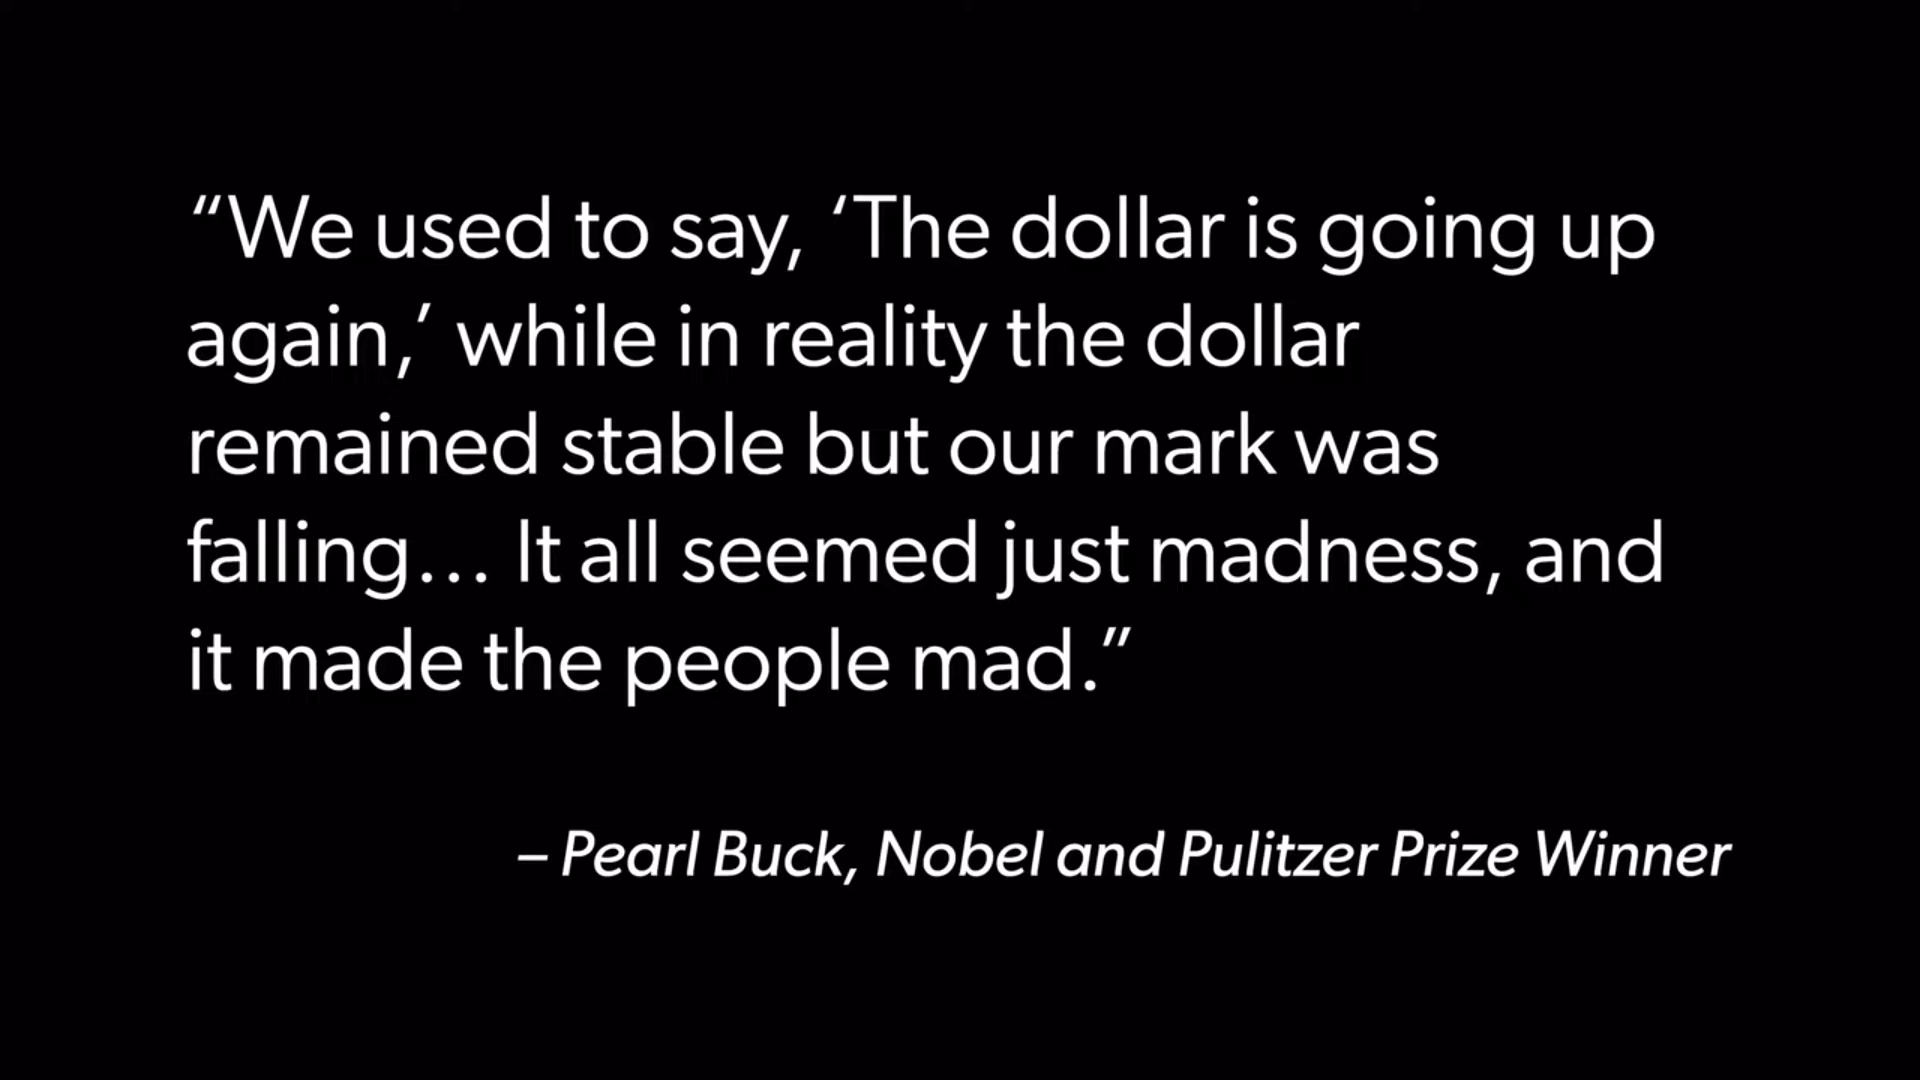 “We used to say, ‘The dollar is going up
again,’ while in reality the dollar
remained stable but our mark was
falling… It all seemed just madness, and
it made the people mad.”
– Pearl Buck, Nobel and Pulitzer Prize Winner